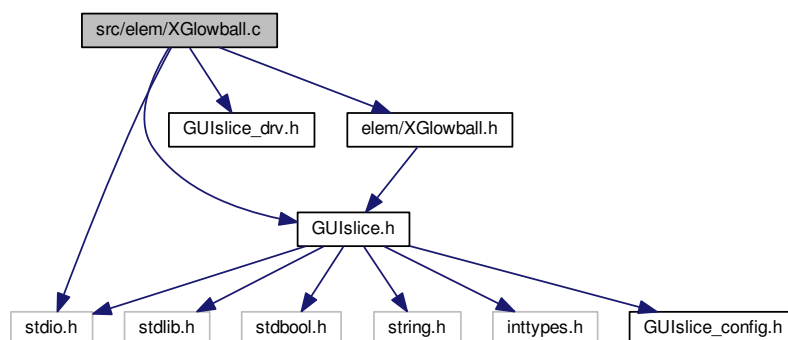 src/elem/XGlowball.c
GUIslice_drv.h
elem/XGlowball.h
GUIslice.h
stdio.h
stdlib.h
stdbool.h
string.h
inttypes.h
GUIslice_config.h